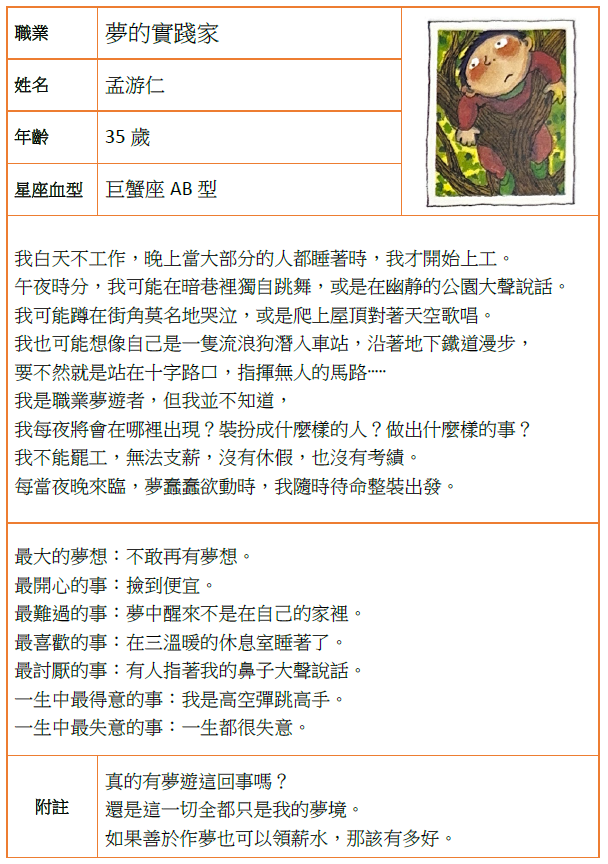 職業 夢的實踐家
姓名 孟游仁
年齡 35 歲
星座血型 巨蟹座 AB 型
我白天不工作，晚上當大部分的人都睡著時，我才開始上工。
午夜時分，我可能在暗巷裡獨自跳舞，或是在幽静的公園大聲說話。
我可能蹲在街角莫名地哭泣，或是爬上屋頂對著天空歌唱。
我也可能想像自己是一隻流浪狗潛入車站，沿著地下鐵道漫步，
要不然就是站在十字路口，指揮無人的馬路……
我是職業夢遊者，但我並不知道，
我每夜將會在哪裡出現？裝扮成什麼樣的人？做出什麼樣的事？
我不能罷工，無法支薪，沒有休假，也沒有考績。
每當夜晚來臨，夢蠢蠢欲動時，我隨時待命整裝出發。
最大的夢想：不敢再有夢想。
最開心的事：撿到便宜。
最難過的事：夢中醒來不是在自己的家裡。
最喜歡的事：在三溫暖的休息室睡著了。
最討厭的事：有人指著我的鼻子大聲說話。
一生中最得意的事：我是高空彈跳高手。
一生中最失意的事：一生都很失意。
附註
真的有夢遊這回事嗎？
還是這一切全都只是我的夢境。
如果善於作夢也可以領薪水，那該有多好。